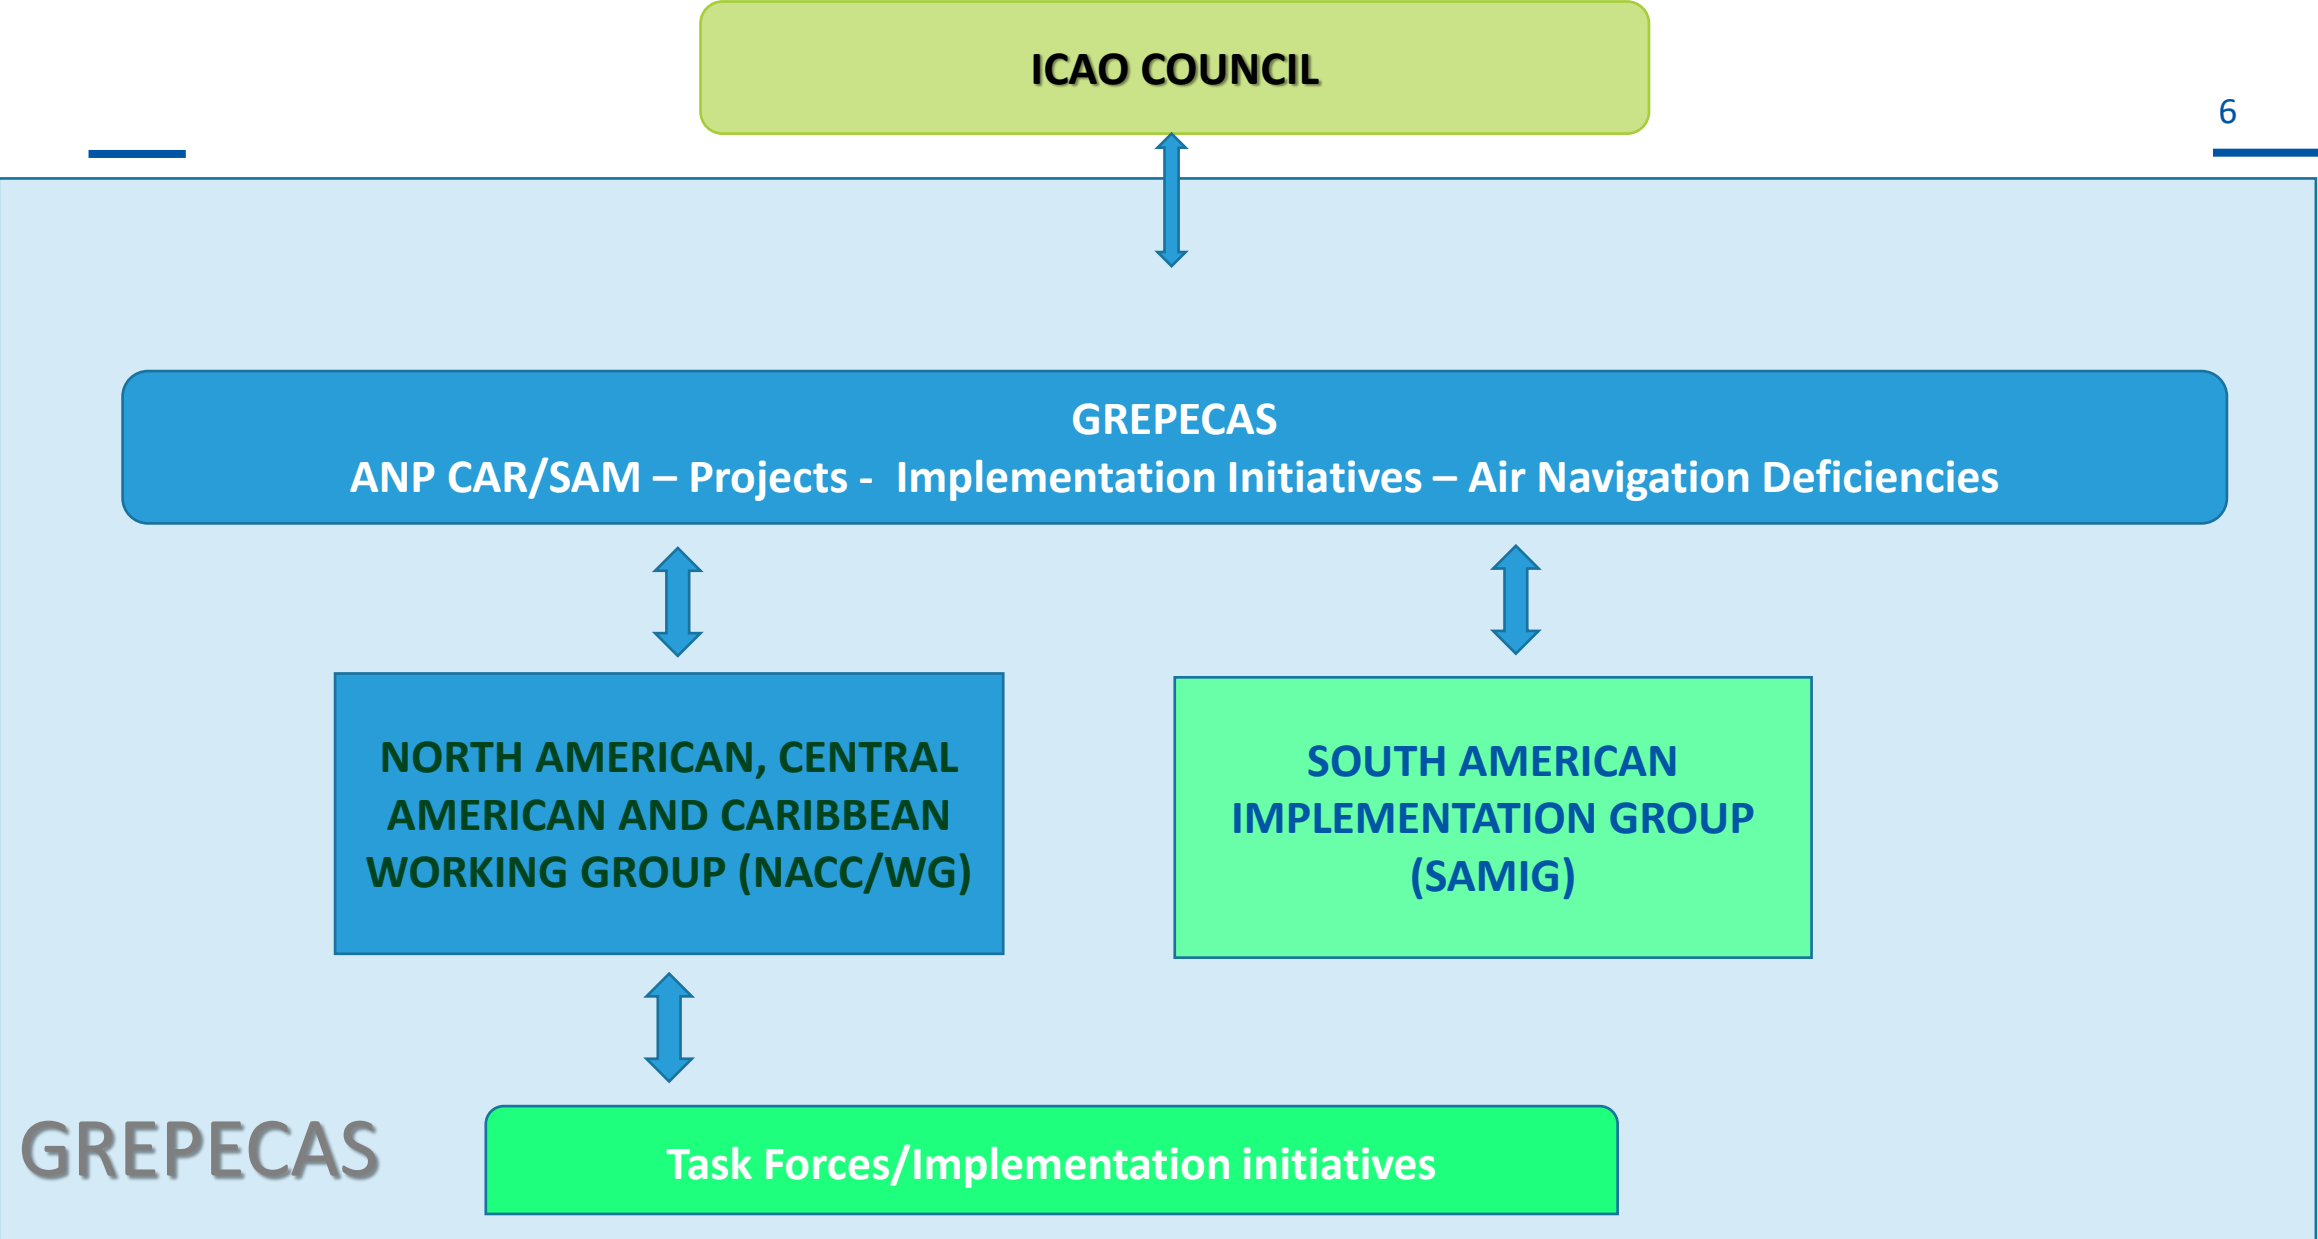 ICAO COUNCIL
6
GREPECAS
ANP CAR/SAM – Projects - Implementation Initiatives – Air Navigation Deficiencies
NORTH AMERICAN, CENTRAL
AMERICAN AND CARIBBEAN
WORKING GROUP (NACC/WG)
SOUTH AMERICAN
IMPLEMENTATION GROUP
(SAMIG)
GREPECAS
Task Forces/Implementation initiatives